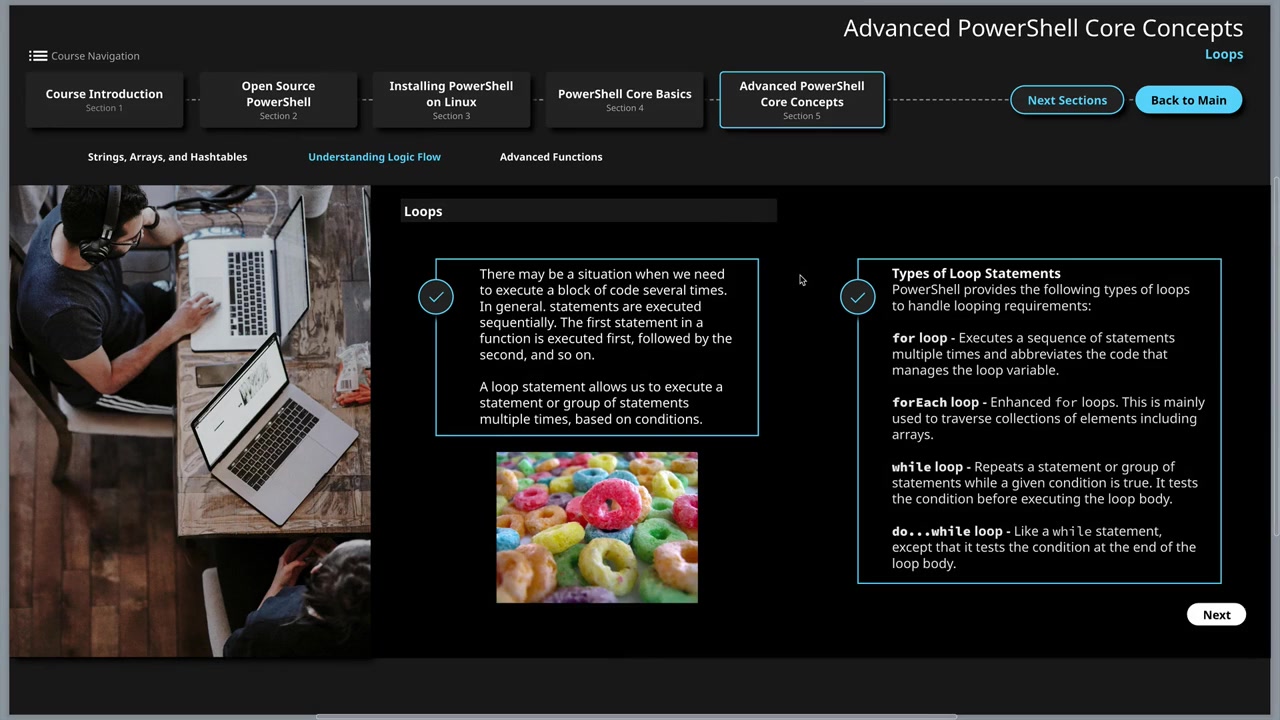 Advanced PowerShell Core Concepts
Course Navigation
Loops
Course Introduction
Section 1
Open Source
PowerShell
Section 2
Installing PowerShell
on Linux
Section 3
PowerShell Core Basics
Section 4
Advanced PowerShell
Core Concepts
Section 5
Next Sections
Back to Main
Strings, Arrays, and Hashtables
Understanding Logic Flow
Advanced Functions
Loops
There may be a situation when we need
to execute a block of code several times.
In general. statements are executed
sequentially. The first statement in a
function is executed first, followed by the
second, and so on.
A loop statement allows us to execute a
statement or group of statements
multiple times, based on conditions.
Types of Loop Statements
PowerShell provides the following types of loops
to handle looping requirements:
for loop - Executes a sequence of statements
multiple times and abbreviates the code that
manages the loop variable.
forEach loop - Enhanced for loops. This is mainly
used to traverse collections of elements including
arrays.
while loop - Repeats a statement or group of
statements while a given condition is true. It tests
the condition before executing the loop body.
do...while loop - Like a while statement,
except that it tests the condition at the end of the
loop body.
Next